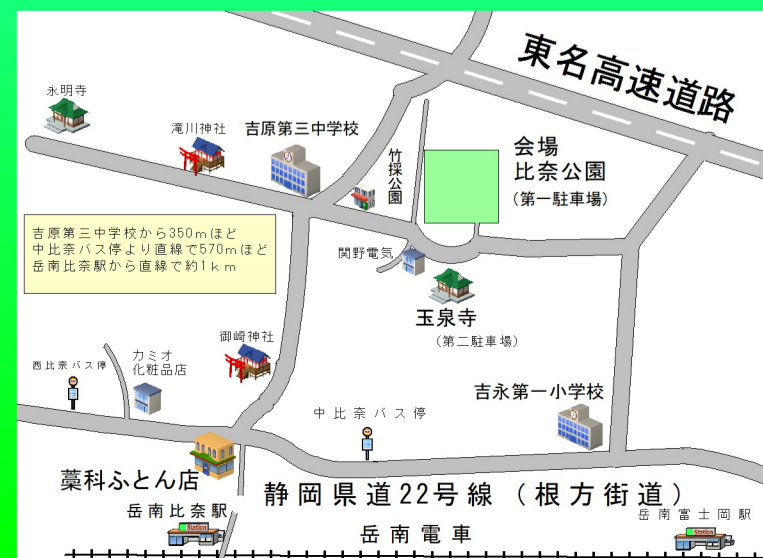 東名高速道路
永明寺
滝川神社
吉原第三中学校
竹採公園
会場
比奈公園
(第一駐車場)
吉原第三中学校から350mほど
中比奈バス停より直線で570mほど
岳南比奈駅から直線で約1km
関野電気
玉泉寺
(第二駐車場)
御崎神社
西比奈バス停
カミオ
化粧品店
中比奈バス停
吉永第一小学校
藁科ふとん店
静岡県道22号線(根方街道)
岳南比奈駅
Station
岳南富士岡駅
Station
岳南電車